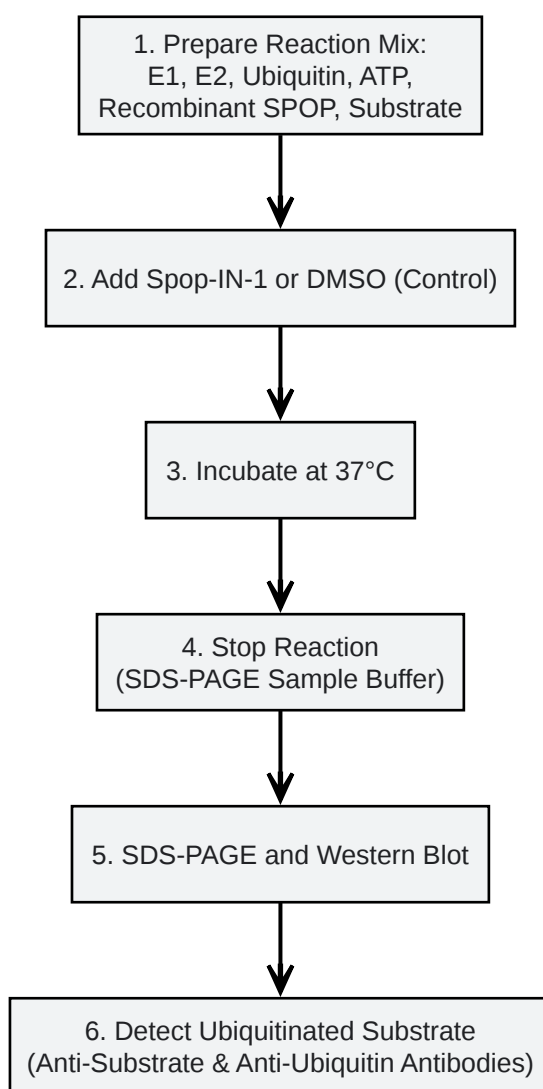 1. Prepare Reaction Mix:
E1, E2, Ubiquitin, ATP,
Recombinant SPOP, Substrate
2. Add Spop-IN-1 or DMSO (Control)
3. Incubate at 37°C
4. Stop Reaction
(SDS-PAGE Sample Buffer)
5. SDS-PAGE and Western Blot
6. Detect Ubiquitinated Substrate
(Anti-Substrate & Anti-Ubiquitin Antibodies)